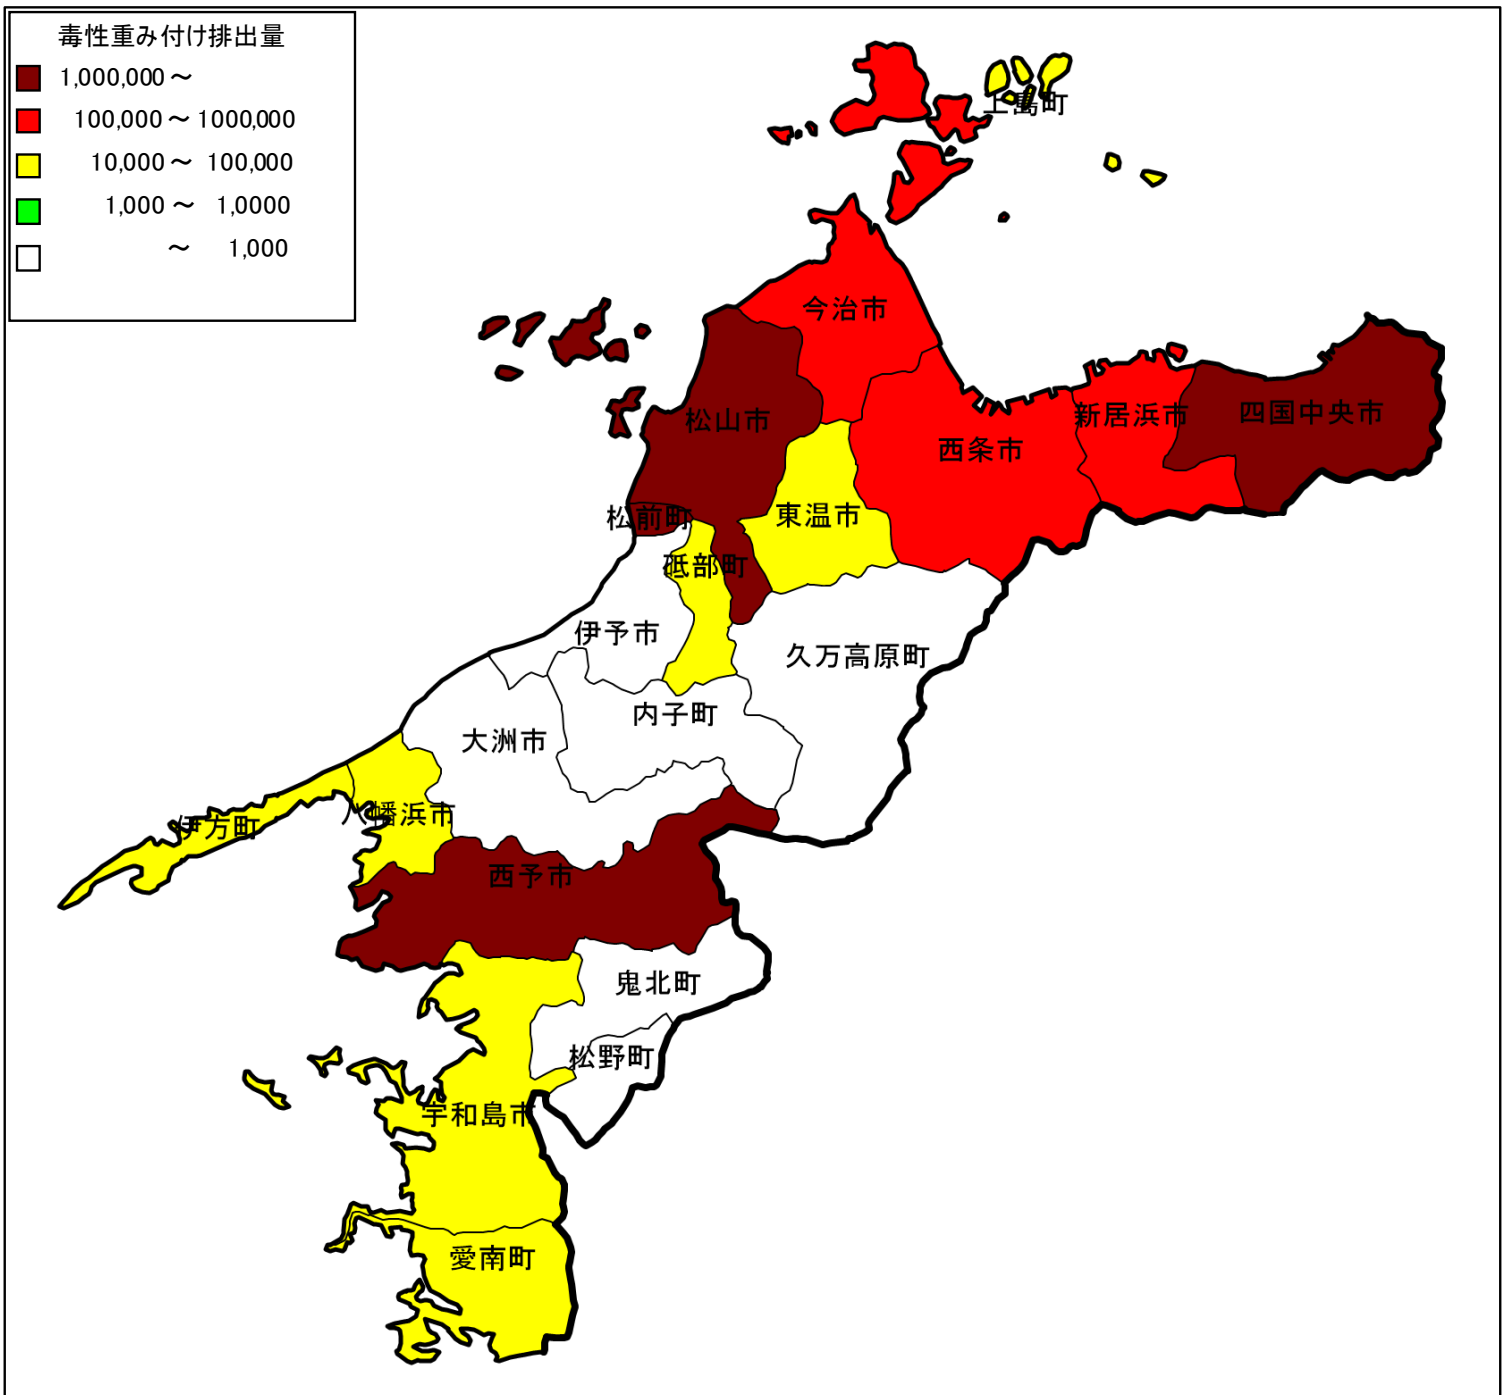 毒性重み付け排出量
1,000,000～
100,000～1000,000
10,000～ 100,000
1,000～ 1,0000
～ 1,000
上島町
今治市
松山市
西条市
新居浜市
四国中央市
松前町
東温市
砥部町
伊予市
久万高原町
内子町
大洲市
伊方町
八幡浜市
西予市
鬼北町
松野町
宇和島市
愛南町